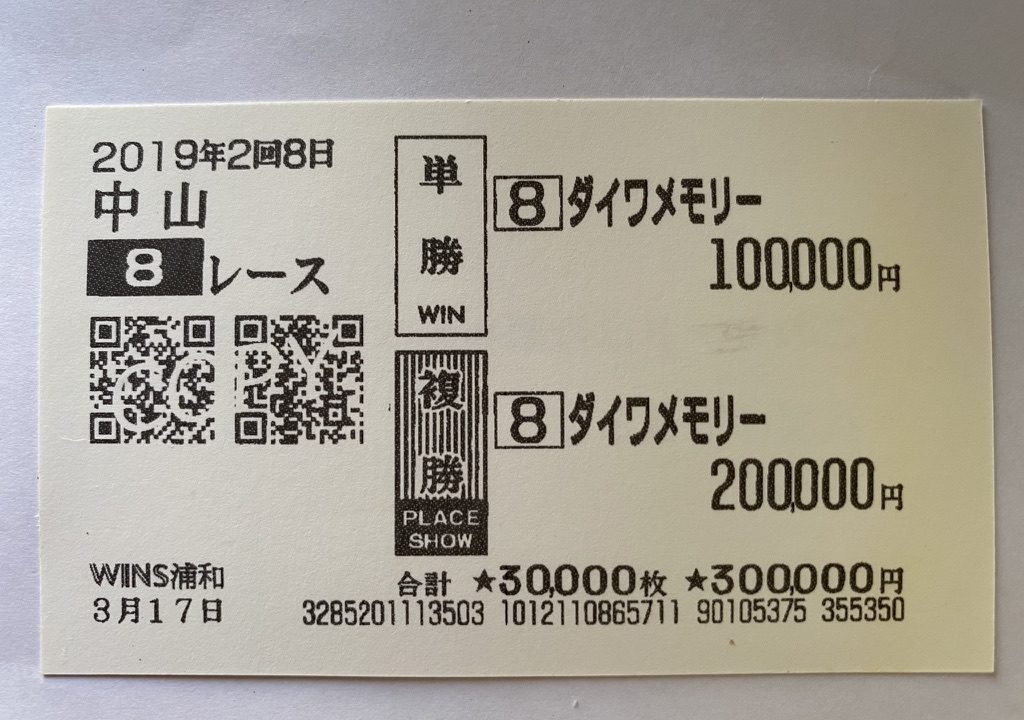 2019年2回8日
中山
8レース
COPY
WINS浦和
3月17日
単勝
WIN
8 ダイワメモリー
100,000円
複勝
PLACE
SHOW
8 ダイワメモリー
200,000円
合計 ★30,000枚 ★300,000円
3285201113503 1012110865711 90105375 355350